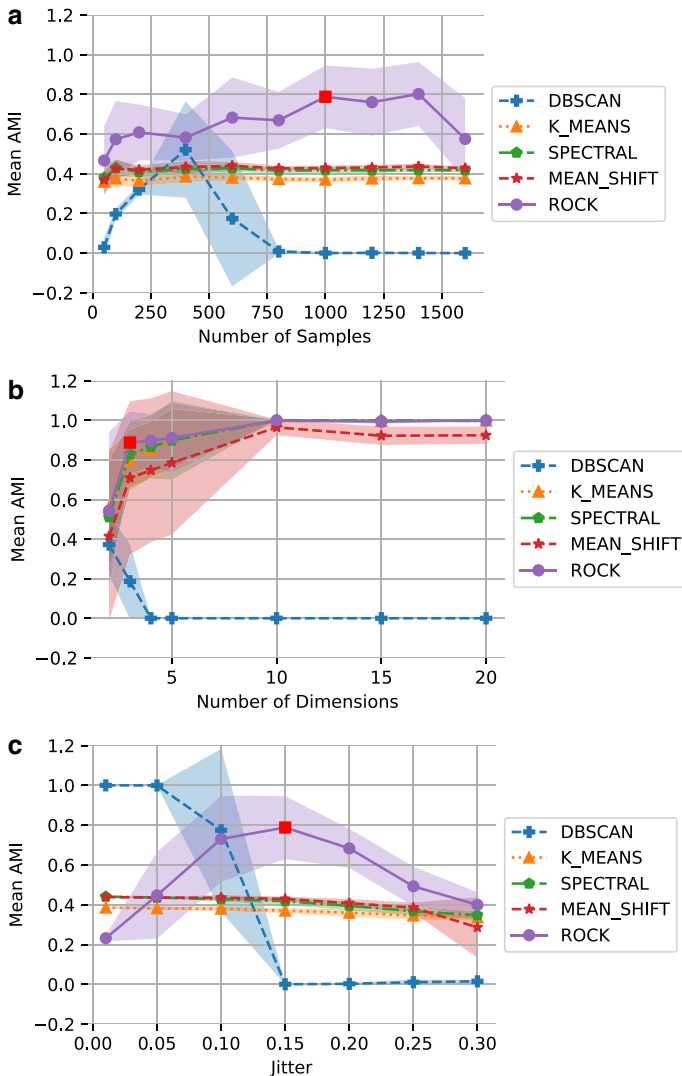 a
1.2
1.0
0.8
0.6
0.4
0.2
0.0
−0.2
Mean AMI
0 250 500 750 1000 1250 1500
Number of Samples
DBSCAN
K_MEANS
SPECTRAL
MEAN_SHIFT
ROCK
b
1.2
1.0
0.8
0.6
0.4
0.2
0.0
−0.2
Mean AMI
5 10 15 20
Number of Dimensions
DBSCAN
K_MEANS
SPECTRAL
MEAN_SHIFT
ROCK
c
1.2
1.0
0.8
0.6
0.4
0.2
0.0
−0.2
Mean AMI
0.00 0.05 0.10 0.15 0.20 0.25 0.30
Jitter
DBSCAN
K_MEANS
SPECTRAL
MEAN_SHIFT
ROCK